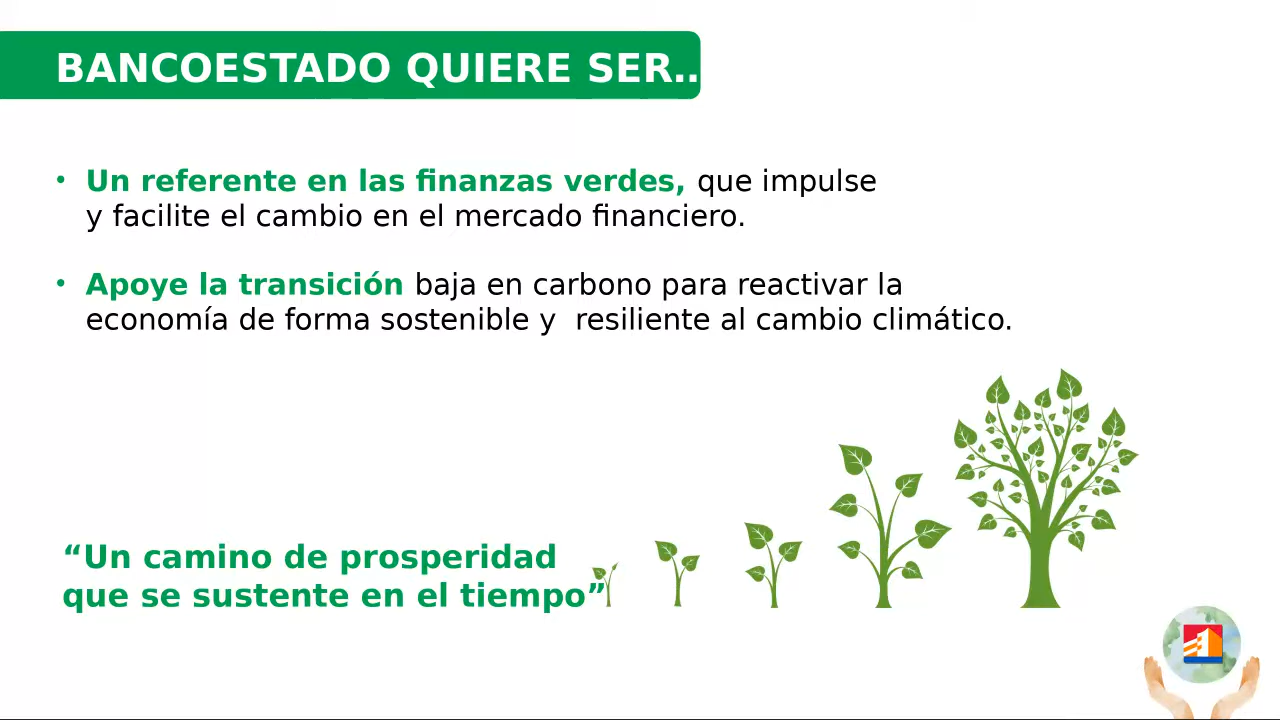 BANCOESTADO QUIERE SER..
• Un referente en las finanzas verdes, que impulse
y facilite el cambio en el mercado financiero.
• Apoye la transición baja en carbono para reactivar la
economía de forma sostenible y  resiliente al cambio climático.
“Un camino de prosperidad
que se sustente en el tiempo”